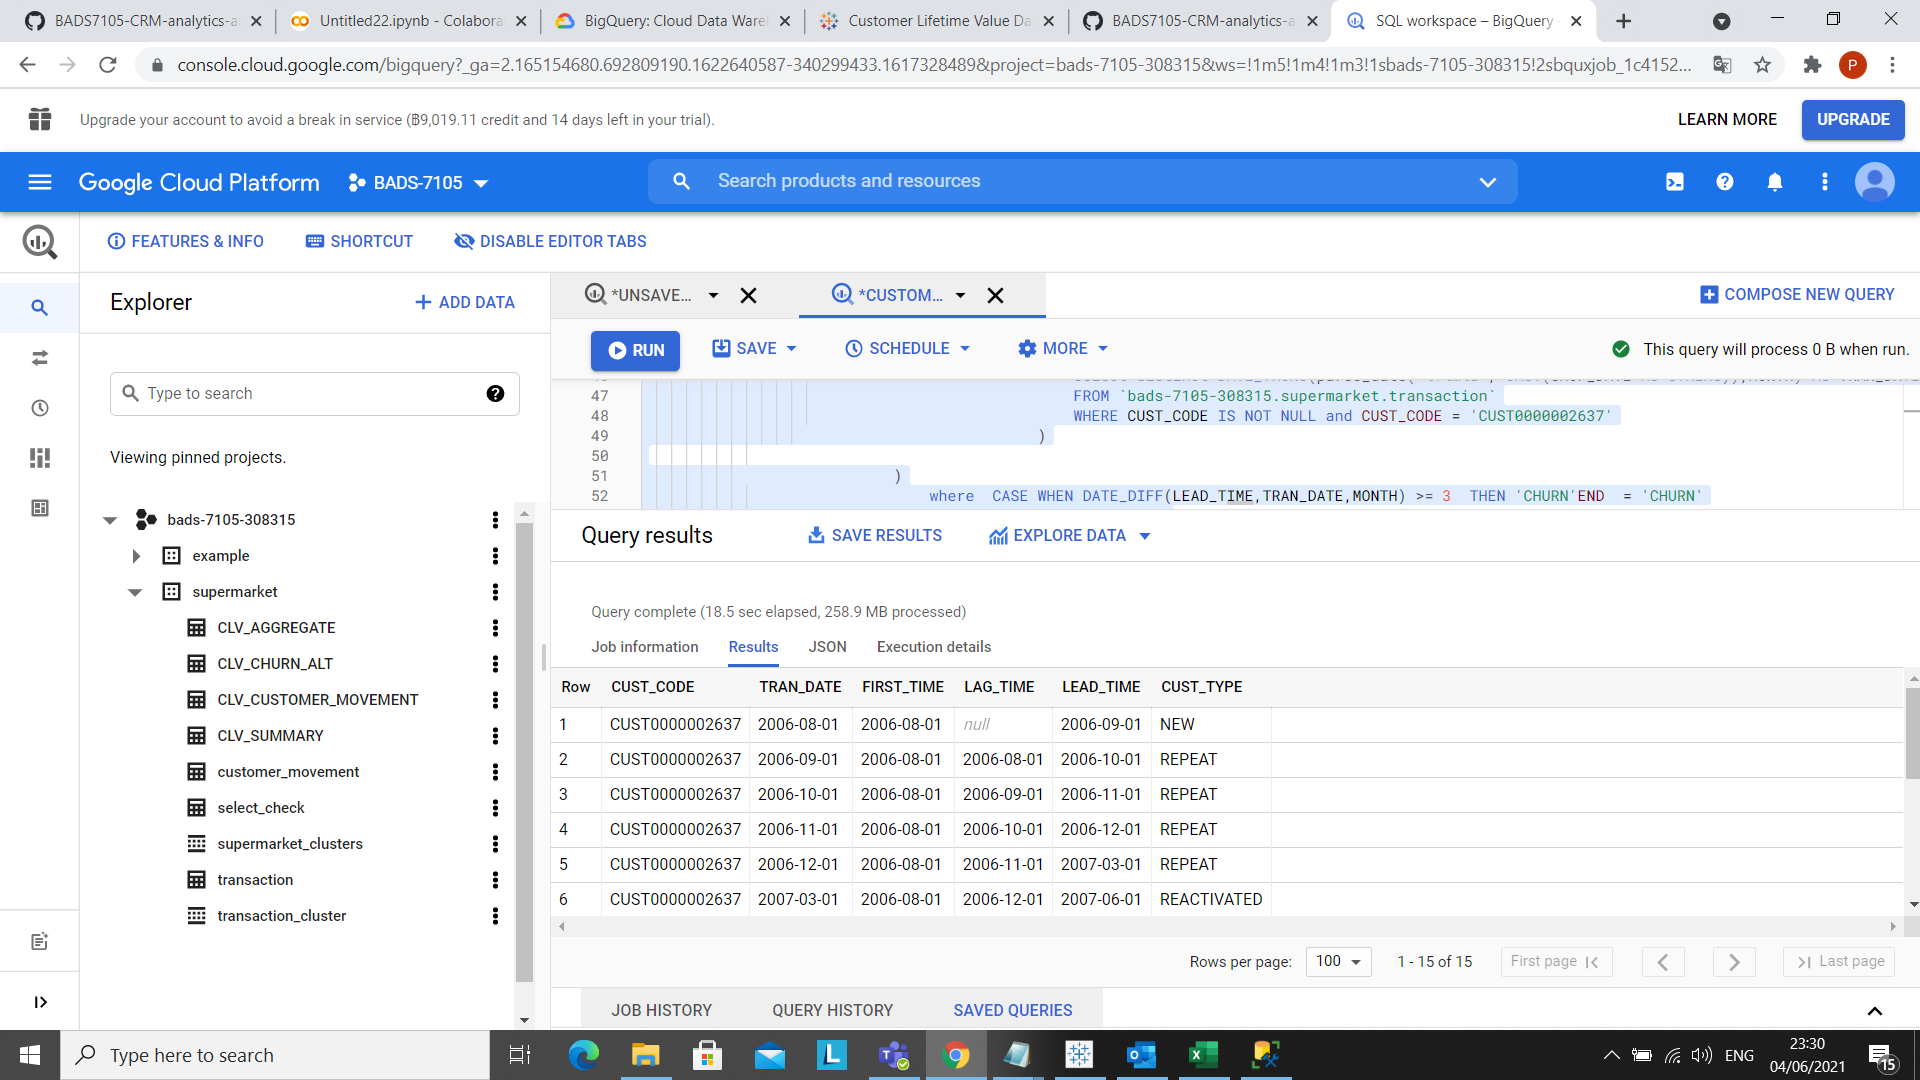 BADS7105-CRM-analytics-a
Untitled22.ipynb - Colabora
BigQuery: Cloud Data Ware
Customer Lifetime Value Da
BADS7105-CRM-analytics-a
SQL workspace – BigQuery
console.cloud.google.com/bigquery?_ga=2.165154680.692809190.1622640587-340299433.1617328489&project=bads-7105-308315&ws=!1m5!1m4!1m3!1sbads-7105-308315!2sbquxjob_1c4152...
P
Upgrade your account to avoid a break in service (฿9,019.11 credit and 14 days left in your trial).
LEARN MORE
UPGRADE
Google Cloud Platform
BADS-7105
Search products and resources
FEATURES & INFO
SHORTCUT
DISABLE EDITOR TABS
Explorer
+ ADD DATA
*UNSAVE...
*CUSTOM...
COMPOSE NEW QUERY
RUN
SAVE
SCHEDULE
MORE
This query will process 0 B when run.
Type to search
Viewing pinned projects.
bads-7105-308315
example
supermarket
CLV_AGGREGATE
CLV_CHURN_ALT
CLV_CUSTOMER_MOVEMENT
CLV_SUMMARY
customer_movement
select_check
supermarket_clusters
transaction
transaction_cluster
47 FROM `bads-7105-308315.supermarket.transaction`
48 WHERE CUST_CODE IS NOT NULL and CUST_CODE = 'CUST0000002637'
49 )
50
51 )
52 where CASE WHEN DATE_DIFF(LEAD_TIME,TRAN_DATE,MONTH) >= 3 THEN 'CHURN'END = 'CHURN'
Query results
SAVE RESULTS
EXPLORE DATA
Query complete (18.5 sec elapsed, 258.9 MB processed)
Job information
Results
JSON
Execution details
Row CUST_CODE TRAN_DATE FIRST_TIME LAG_TIME LEAD_TIME CUST_TYPE
1 CUST0000002637 2006-08-01 2006-08-01 null 2006-09-01 NEW
2 CUST0000002637 2006-09-01 2006-08-01 2006-08-01 2006-10-01 REPEAT
3 CUST0000002637 2006-10-01 2006-08-01 2006-09-01 2006-11-01 REPEAT
4 CUST0000002637 2006-11-01 2006-08-01 2006-10-01 2006-12-01 REPEAT
5 CUST0000002637 2006-12-01 2006-08-01 2006-11-01 2007-03-01 REPEAT
6 CUST0000002637 2007-03-01 2006-08-01 2006-12-01 2007-06-01 REACTIVATED
Rows per page: 100 1 - 15 of 15 First page Last page
JOB HISTORY
QUERY HISTORY
SAVED QUERIES
Type here to search
L
ENG
23:30
04/06/2021
15